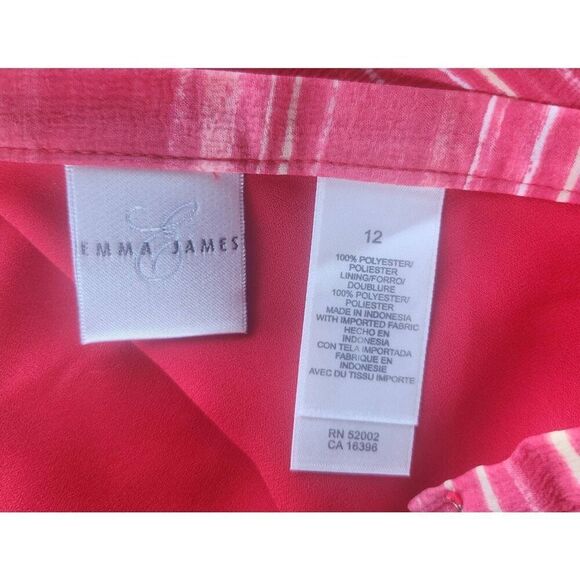 E
EMMA JAMES
12
100% POLYESTER/
POLIESTER
LINING/FORRO/
DOUBLURE
100% POLYESTER/
POLIESTER
MADE IN INDONESIA
WITH IMPORTED FABRIC
HECHO EN
INDONESIA
CON TELA IMPORTADA
FABRIQUE EN
INDONESIE
AVEC DU TISSU IMPORTE
RN 52002
CA 16396